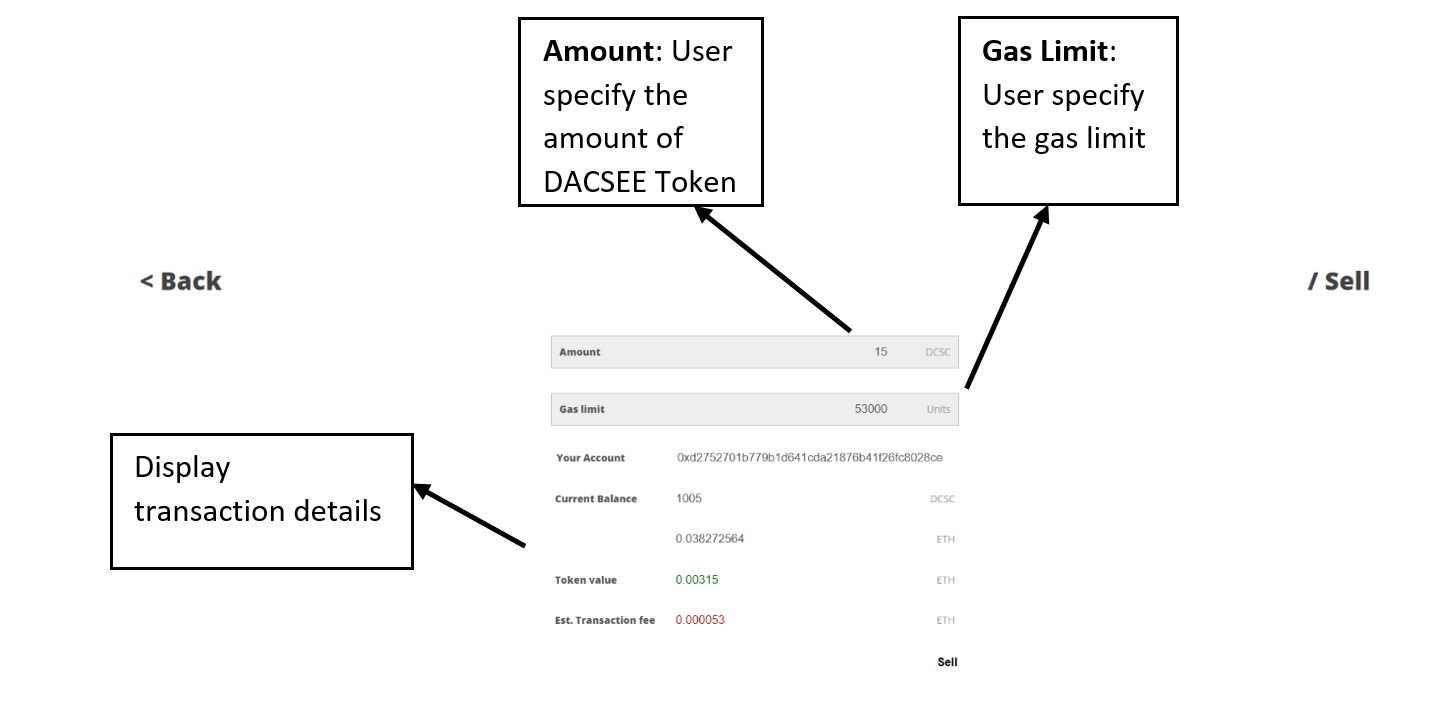 Amount: User
specify the
amount of
DACSEE Token
Gas Limit:
User specify
the gas limit
< Back
/ Sell
Amount 15 DCSC
Gas limit 53000 Units
Display
transaction details
Your Account 0xd2752701b779b1d641cda21876b41f26fc8028ce
Current Balance 1005 DCSC
0.038272564 ETH
Token value 0.00315 ETH
Est. Transaction fee 0.000053 ETH
Sell